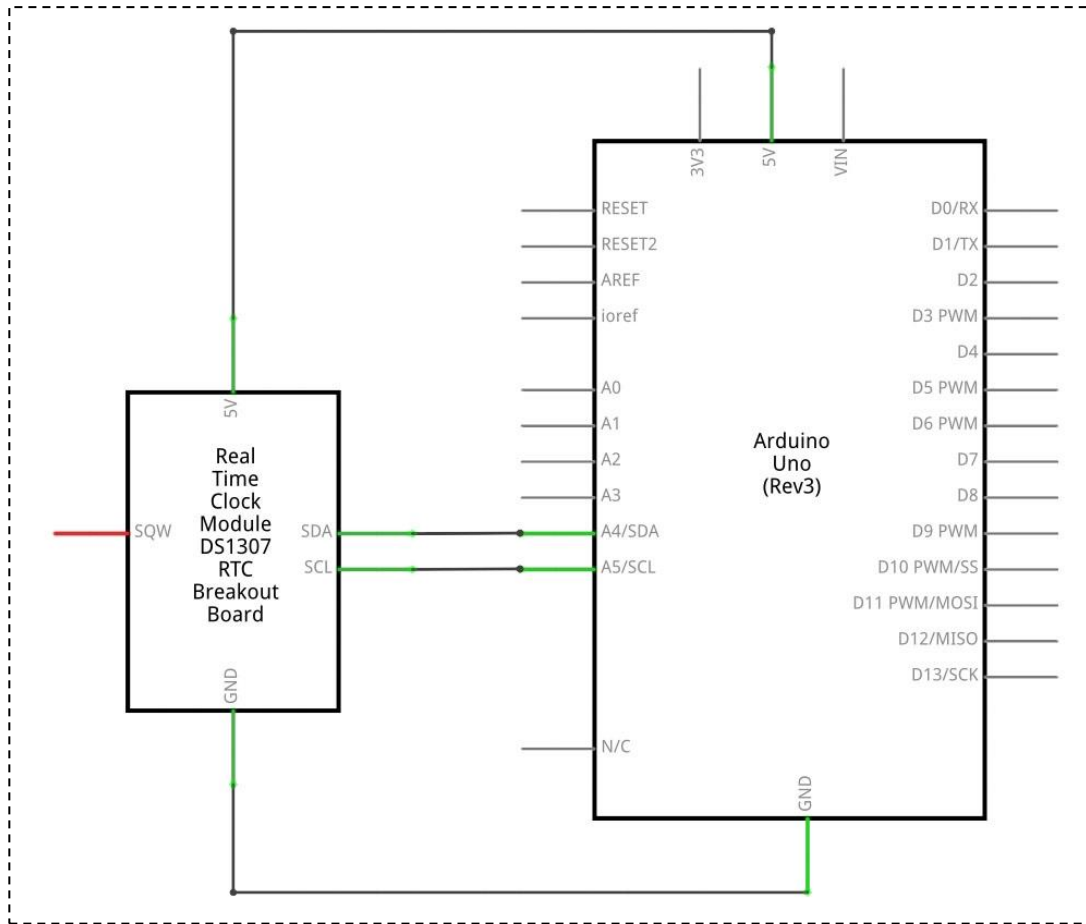 3V3
5V
VIN
RESET
RESET2
AREF
ioref
A0
A1
A2
A3
A4/SDA
A5/SCL
N/C
Arduino
Uno
(Rev3)
D0/RX
D1/TX
D2
D3 PWM
D4
D5 PWM
D6 PWM
D7
D8
D9 PWM
D10 PWM/SS
D11 PWM/MOSI
D12/MISO
D13/SCK
GND
5V
Real
Time
Clock
Module
DS1307
RTC
Breakout
Board
SQW
SDA
SCL
GND